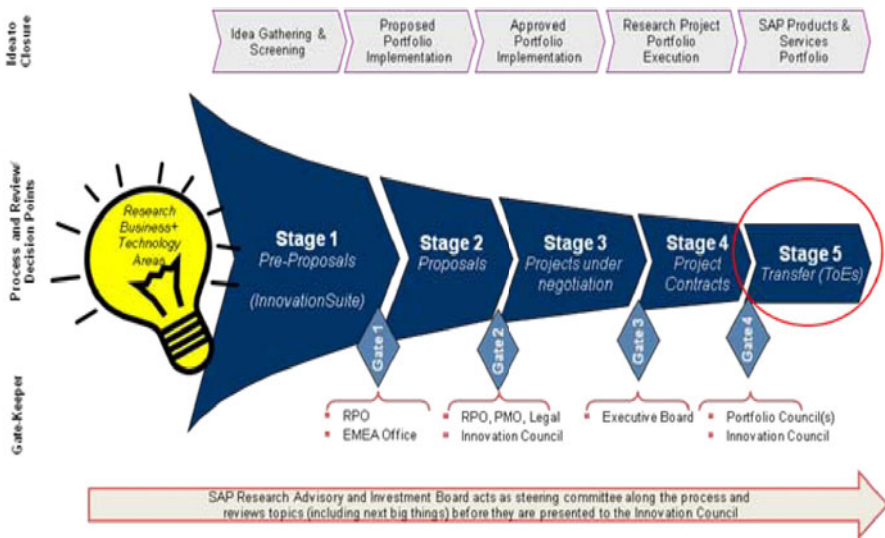 Idea to
Closure
Idea Gathering &
Screening
Proposed
Portfolio
Implementation
Approved
Portfolio
Implementation
Research Project
Portfolio
Execution
SAP Products &
Services
Portfolio
Process and Review/
Decision Points
Research
Business+
Technology
Areas
Stage 1
Pre-Proposals
(InnovationSuite)
Stage 2
Proposals
Stage 3
Projects under
negotiation
Stage 4
Project
Contracts
Stage 5
Transfer (ToEs)
Gate 1
Gate 2
Gate 3
Gate 4
Gate-Keeper
RPO
EMEA Office
RPO, PMO, Legal
Innovation Council
Executive Board
Portfolio Council(s)
Innovation Council
SAP Research Advisory and Investment Board acts as steering committee along the process and
reviews topics (including next big things) before they are presented to the Innovation Council